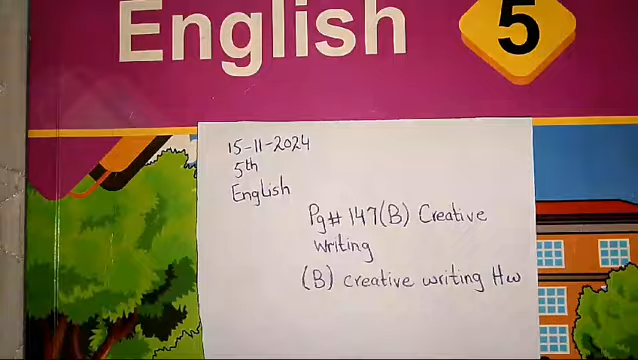 English 5
15-11-2024
5th
English
Pg# 147(B) Creative
writing
(B) creative writing Hw